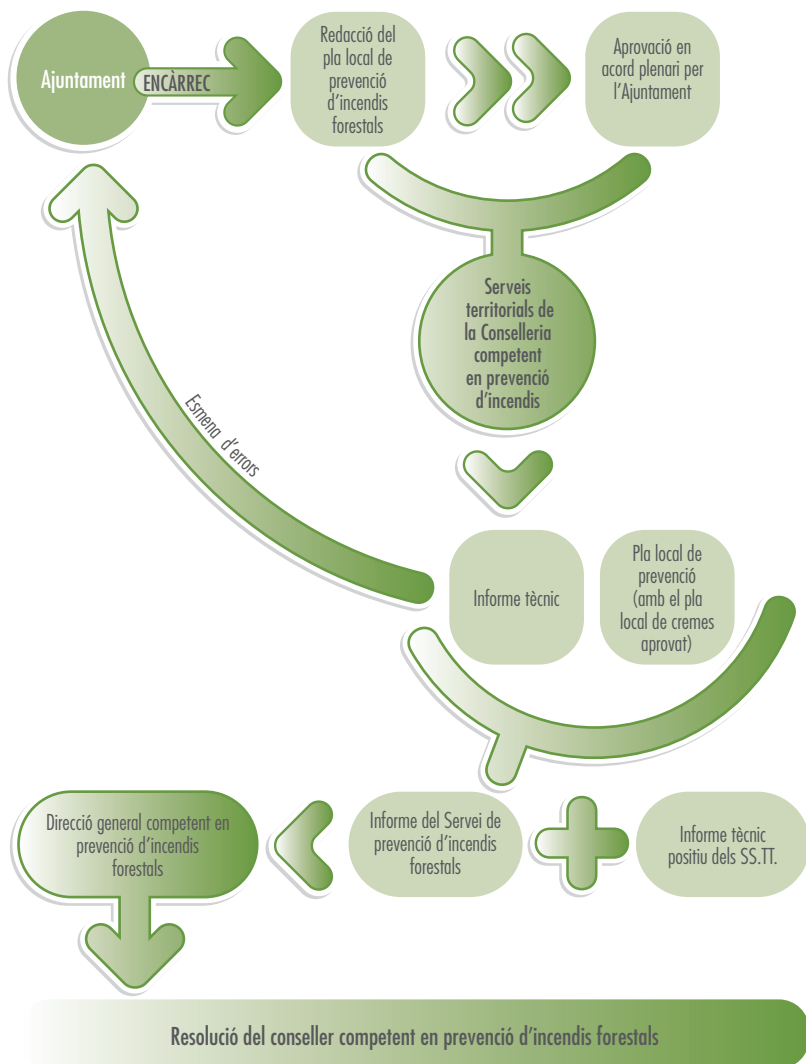 Ajuntament
ENCÀRREC
Redacció del
pla local de
prevenció
d'incendis
forestals
Aprovació en
acord plenari per
l'Ajuntament
Serveis
territorials de
la Conselleria
competent
en prevenció
d'incendis
Esmena d'errors
Informe tècnic
Pla local de
prevenció
(amb el pla
local de cremes
aprovat)
Direcció general competent en
prevenció d'incendis
forestals
Informe del Servei de
prevenció d'incendis
forestals
Informe tècnic
positiu dels SS.TT.
Resolució del conseller competent en prevenció d'incendis forestals